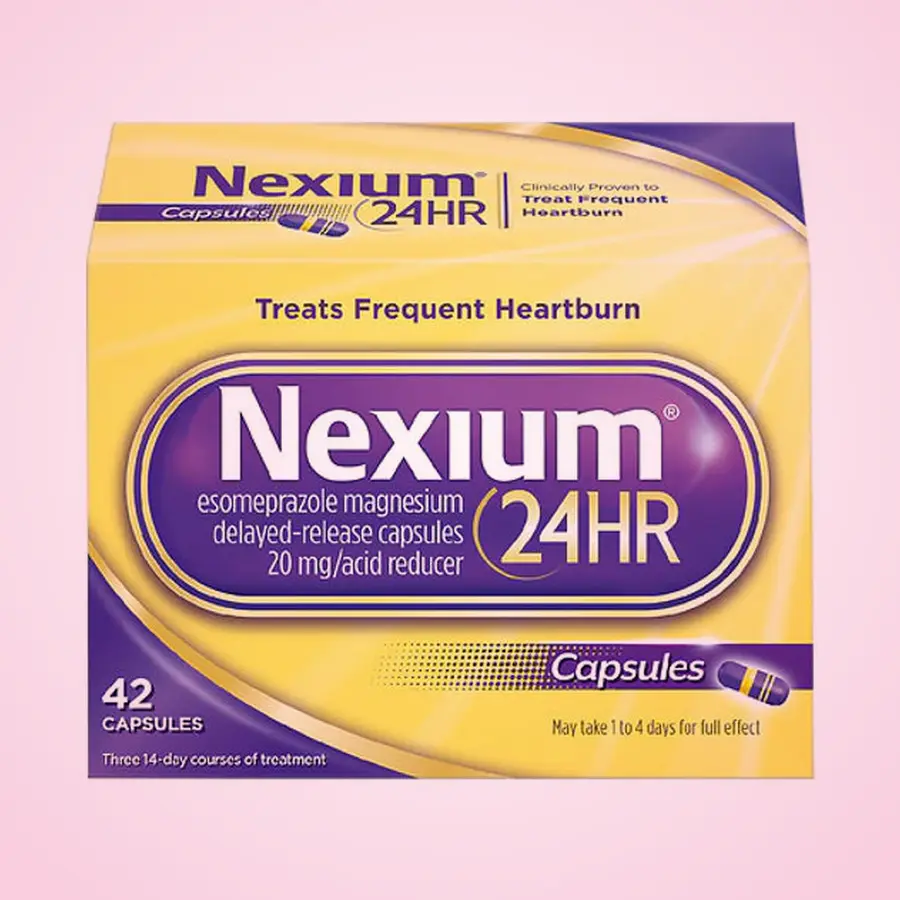 Nexium®
Capsules
24HR
Clinically Proven to
Treat Frequent
Heartburn
Treats Frequent Heartburn
Nexium®
esomeprazole magnesium
delayed-release capsules
20 mg/acid reducer
24HR
Capsules
42
CAPSULES
May take 1 to 4 days for full effect
Three 14-day courses of treatment